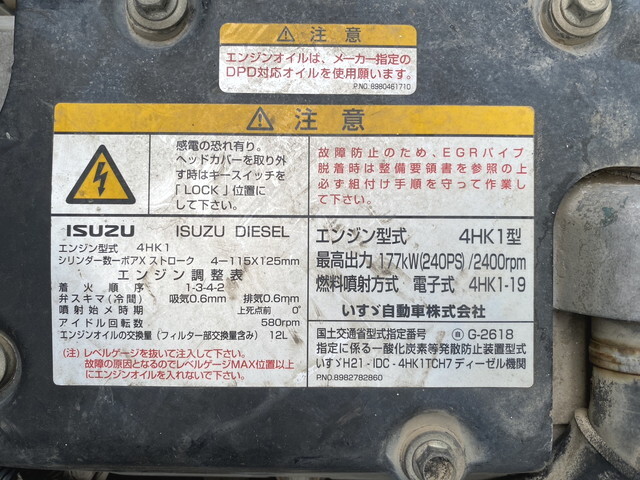 注意
エンジンオイルは、メーカー指定の
DPD対応オイルを使用願います。
P.NO.8980461710
注意
感電の恐れ有り。
ヘッドカバーを取り外
す時はキースイッチを
「LOCK」位置に
して下さい。
故障防止のため、EGRパイプ
脱着時は整備要領書を参照の上
必ず組付け手順を守って作業し
て下さい。
ISUZU ISUZU DIESEL
エンジン型式 4HK1
シリンダー数ーボアXストローク 4ー115X125mm
エンジン調整表
着火順序 1-3-4-2
弁スキマ(冷間) 吸気0.6mm 排気0.6mm
噴射始メ時期 上死点前 0°
アイドル回転数 580rpm
エンジンオイルの交換量(フィルター部交換量含み) 12L
(注)レベルゲージを抜いて注入して下さい。
故障の原因となるのでレベルゲージMAX位置以上
にエンジンオイルを入れないで下さい。
エンジン型式 4HK1型
最高出力 177kW(240PS)/2400rpm
燃料噴射方式 電子式 4HK1-19
いすゞ自動車株式会社
国土交通省型式指定番号 G-2618
指定に係る一酸化炭素等発散防止装置型式
いすゞH21-IDC-4HK1TCH7 ディーゼル機関
P.NO.8982782860